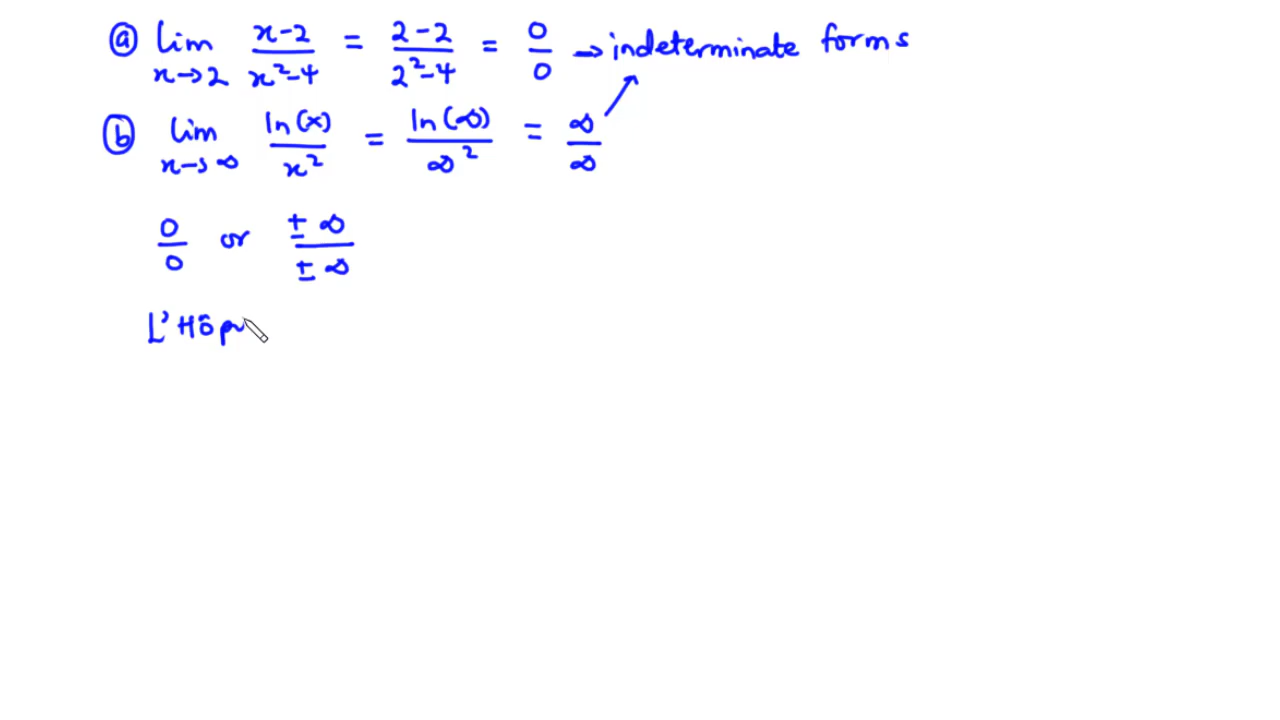 ⓐ lim x→2 (x-2)/(x²-4) = (2-2)/(2²-4) = 0/0 → indeterminate forms
ⓑ lim x→∞ ln(x)/x² = ln(∞)/∞² = ∞/∞
0/0 or ±∞/±∞
L'Hôp